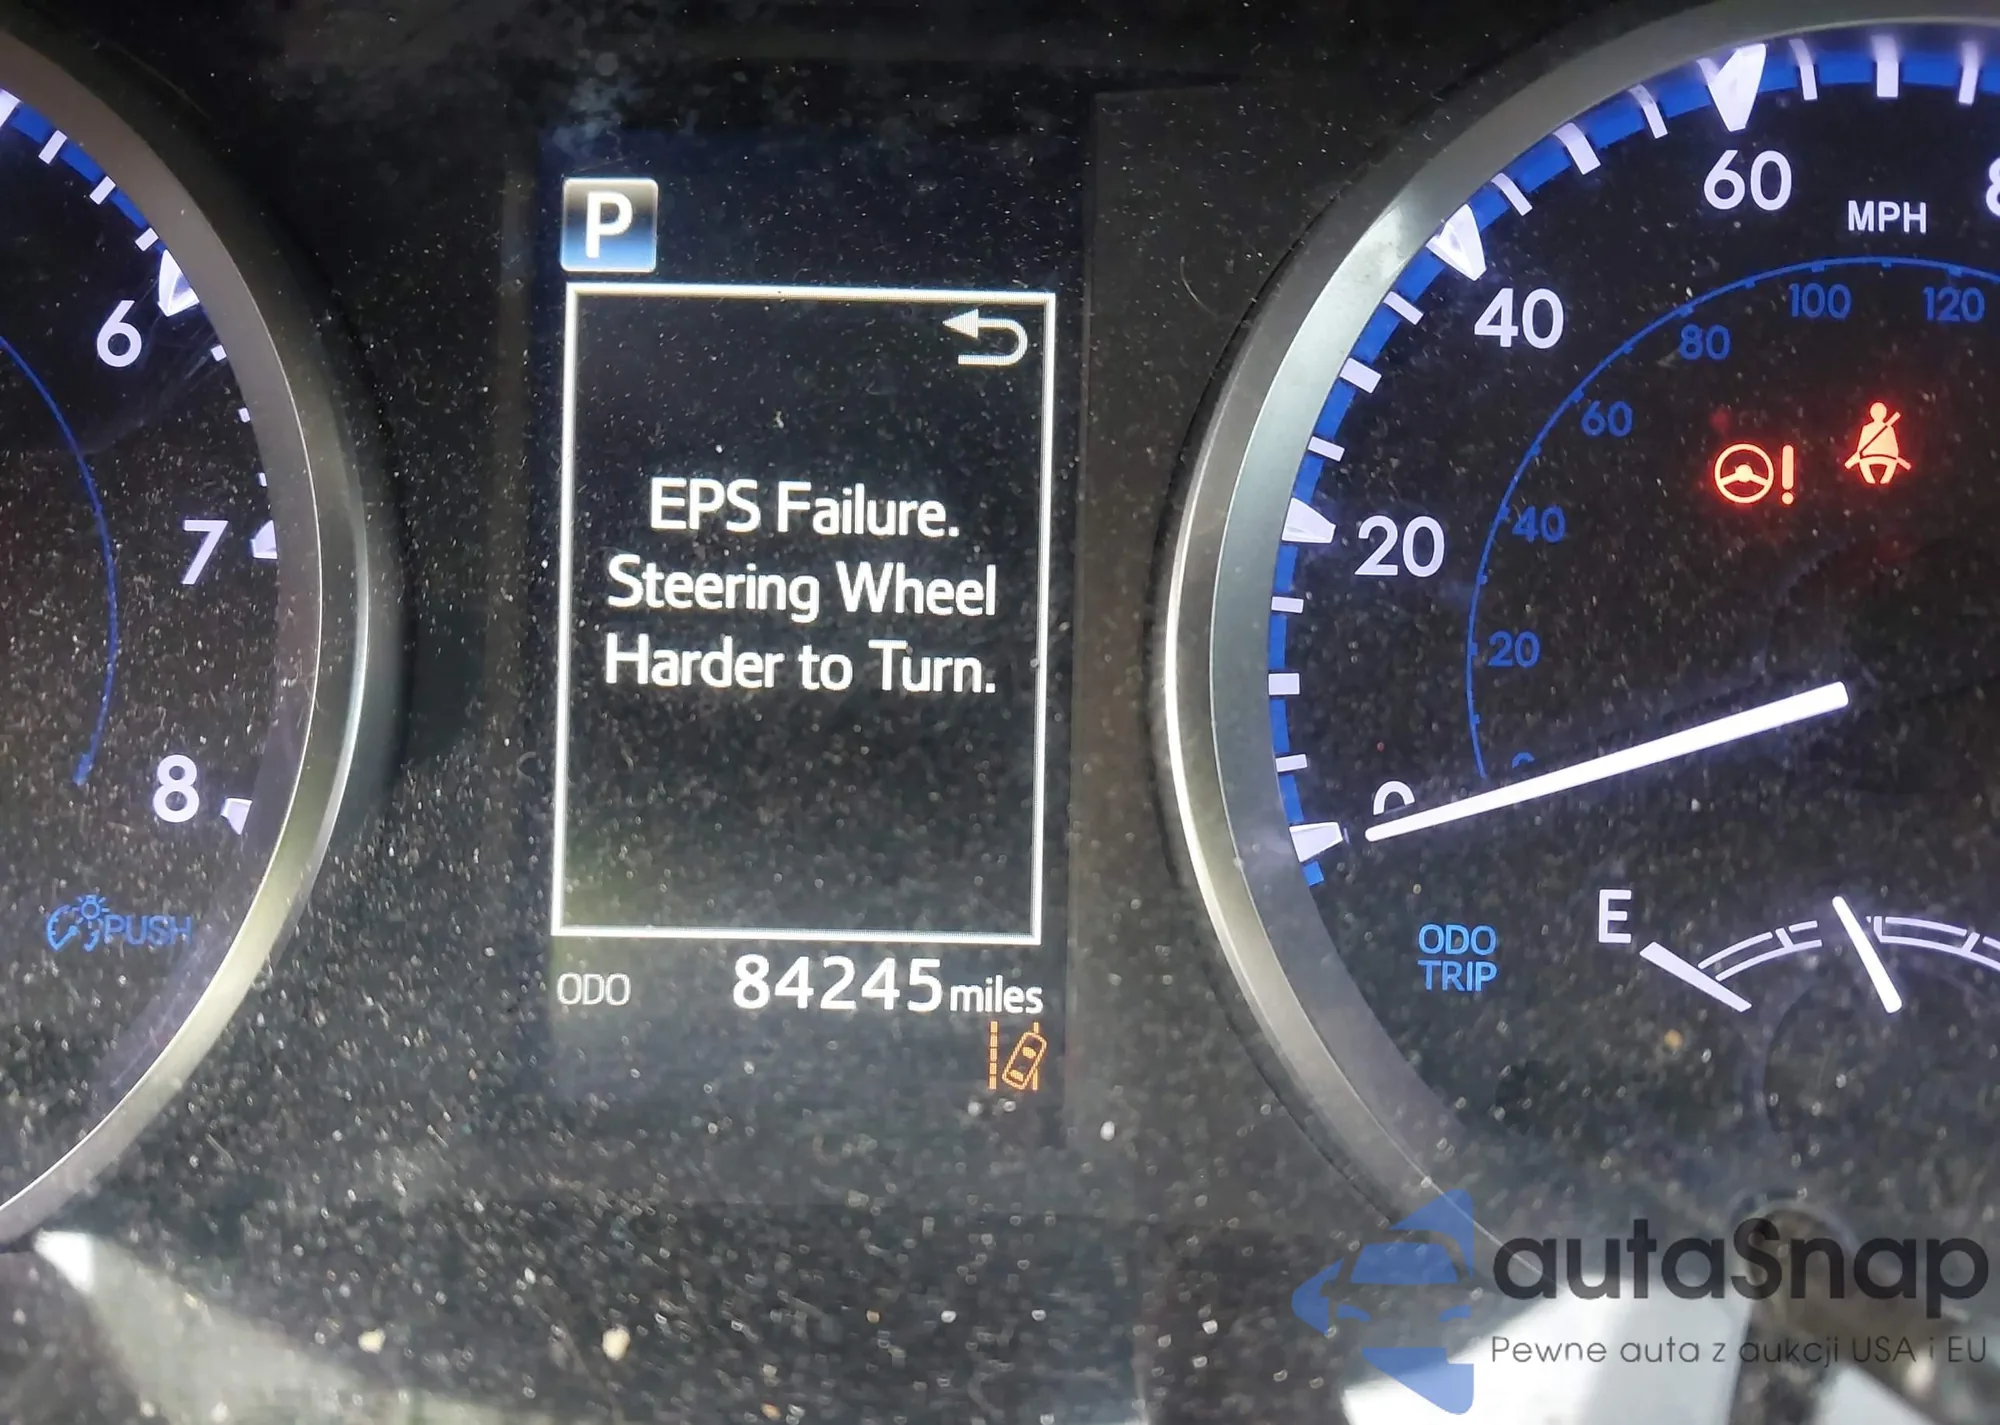 P
EPS Failure.
Steering Wheel
Harder to Turn.
ODO 84245 miles
6
7
8
PUSH
60
MPH
40
20
0
120
100
80
60
40
20
E
ODO
TRIP
autaSnap
Pewne auta z aukcji USA i EU